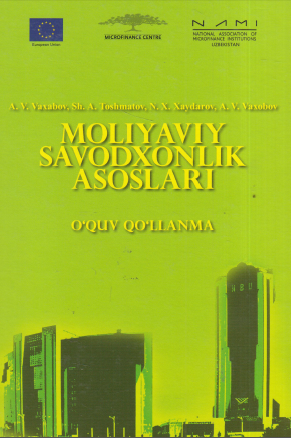 European Union
MICROFINANCE CENTRE
NAMI
NATIONAL ASSOCIATION
OF MICROFINANCE INSTITUTIONS
UZBEKISTAN
A. V. Vaxabov, Sh. A. Toshmatov, N. X. Xaydarov, A. V. Vaxobov
MOLIYAVIY
SAVODXONLIK
ASOSLARI
O'QUV QO'LLANMA